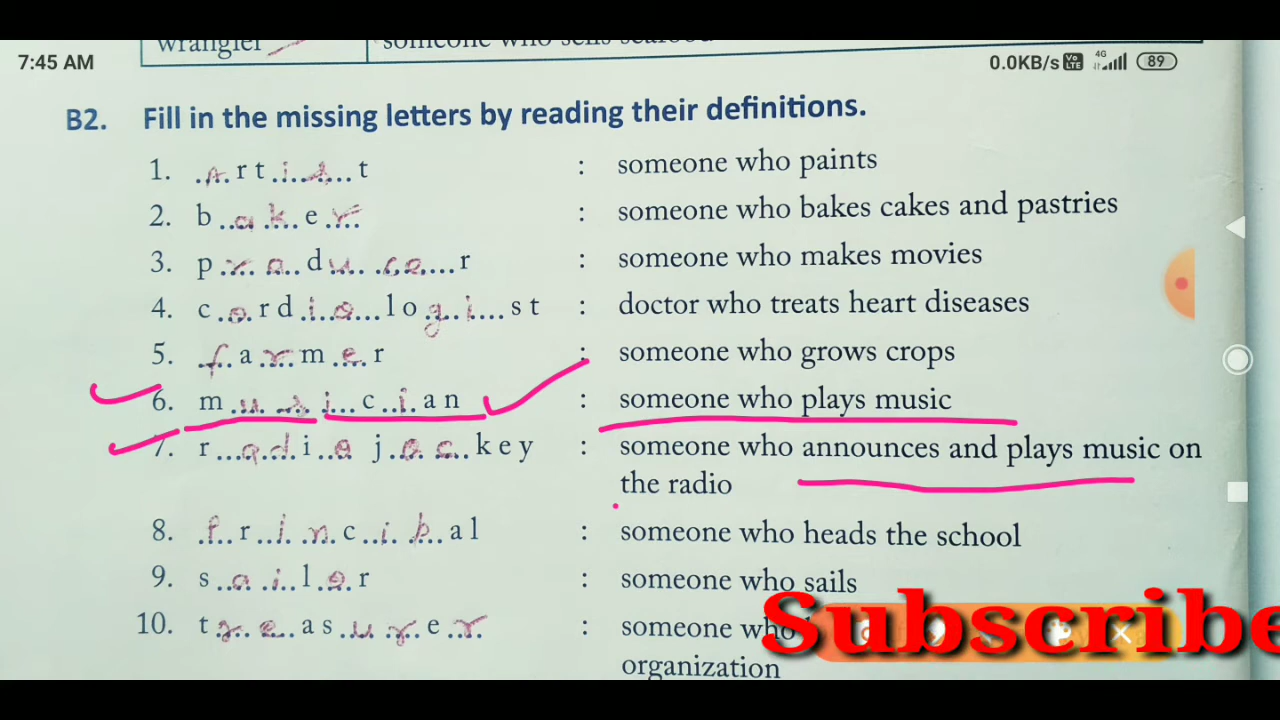 wrangler
someone who sells seafood
7:45 AM
0.0KB/s Vo LTE 4G 89
B2. Fill in the missing letters by reading their definitions.
1. artist : someone who paints
2. baker : someone who bakes cakes and pastries
3. producer : someone who makes movies
4. cardiologist : doctor who treats heart diseases
5. farmer : someone who grows crops
6. musician : someone who plays music
7. radio jockey : someone who announces and plays music on
the radio
8. principal : someone who heads the school
9. sailor : someone who sails
10. treasurer : someone who
organization
Subscribe